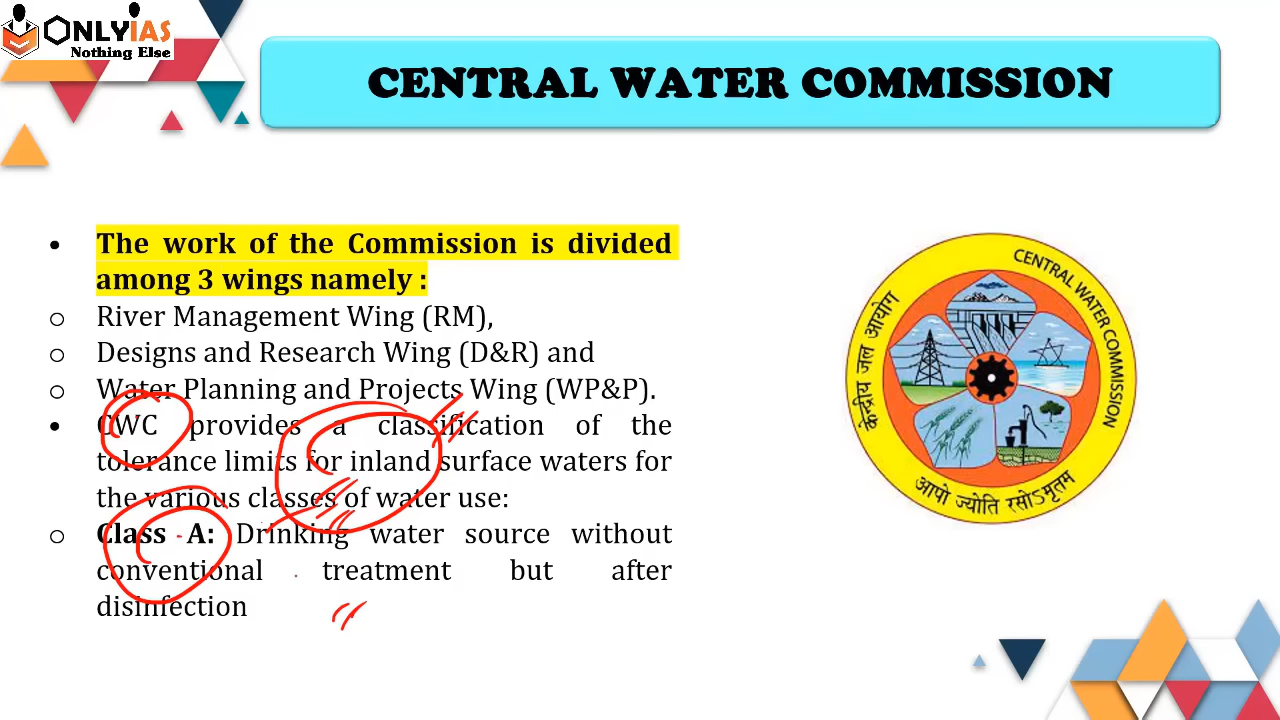 ONLYIAS
Nothing Else
CENTRAL WATER COMMISSION
• The work of the Commission is divided
among 3 wings namely :
o River Management Wing (RM),
o Designs and Research Wing (D&R) and
o Water Planning and Projects Wing (WP&P).
• CWC provides a classification of the
tolerance limits for inland surface waters for
the various classes of water use:
o Class A: Drinking water source without
conventional treatment but after
disinfection
केन्द्रीय जल आयोग
CENTRAL WATER COMMISSION
आपो ज्योति रसोऽमृतम